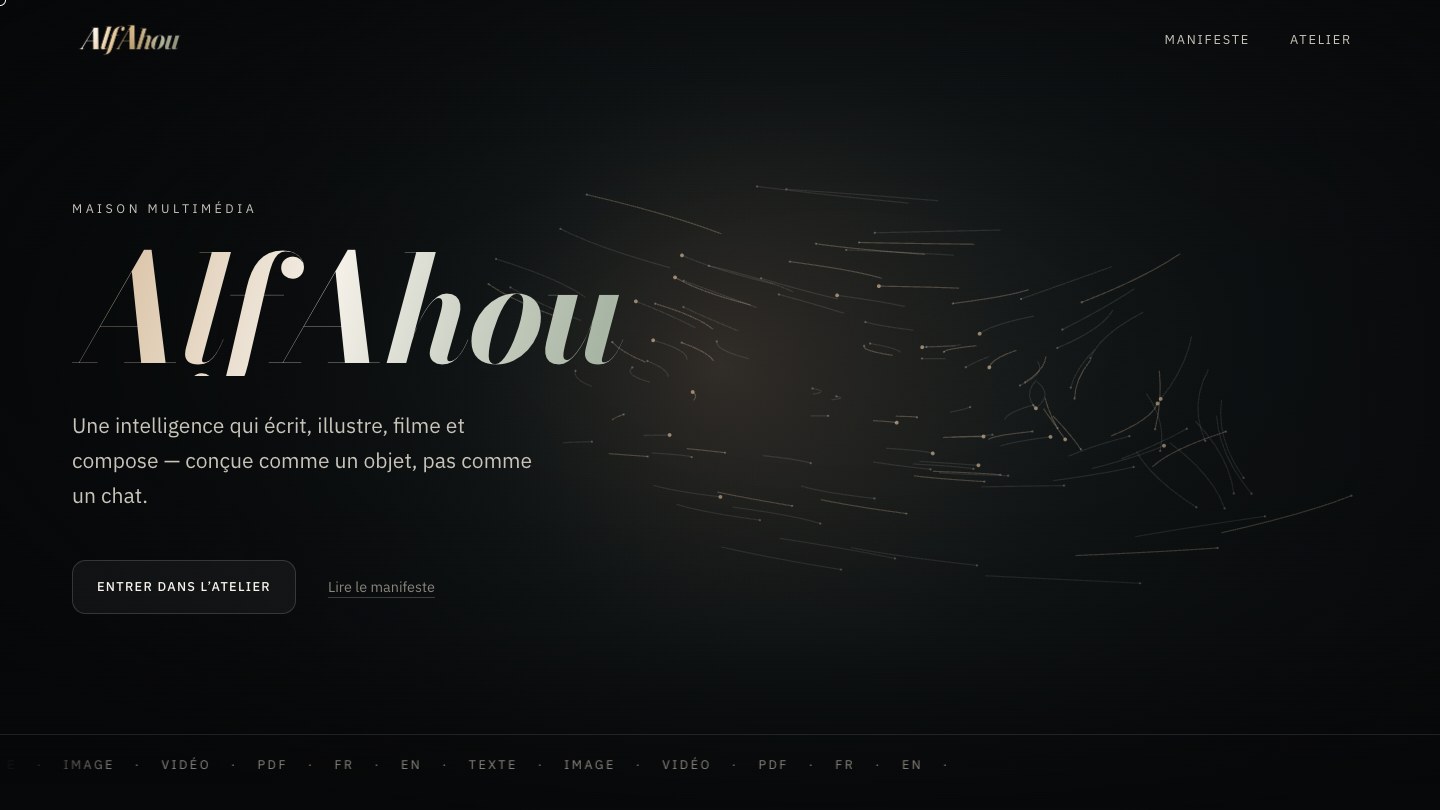 AlfAhou
MANIFESTE
ATELIER
MAISON MULTIMÉDIA
AlfAhou
Une intelligence qui écrit, illustre, filme et
compose — conçue comme un objet, pas comme
un chat.
ENTRER DANS L’ATELIER
Lire le manifeste
· IMAGE · VIDÉO · PDF · FR · EN · TEXTE · IMAGE · VIDÉO · PDF · FR · EN ·